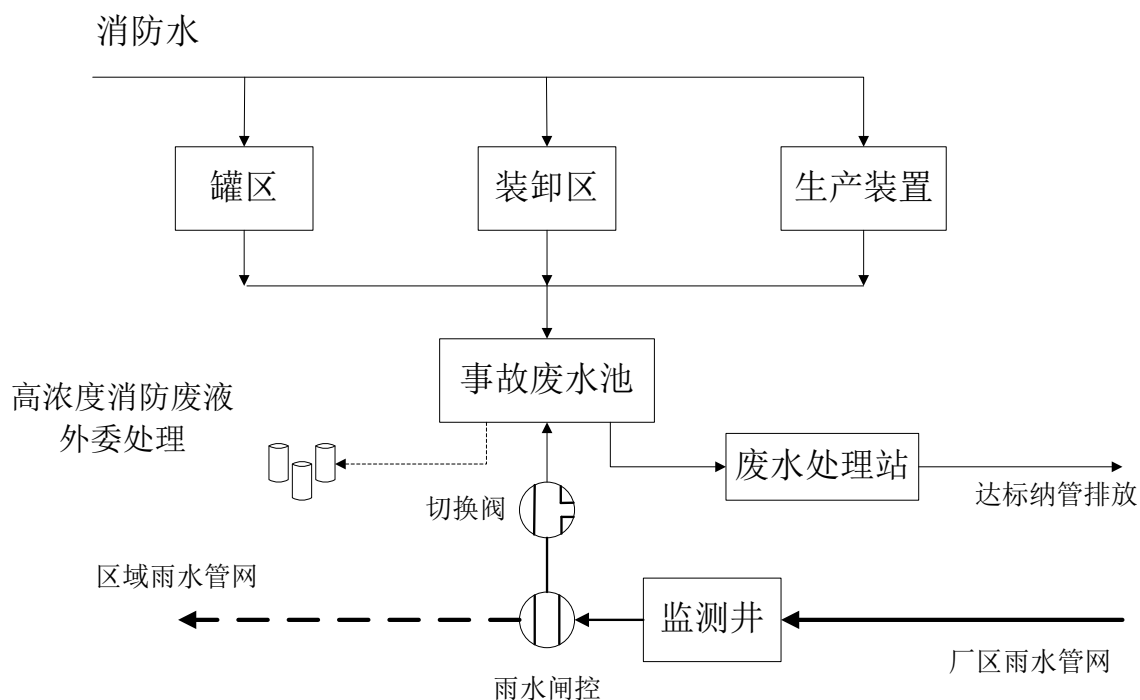 消防水
罐区
装卸区
生产装置
事故废水池
高浓度消防废液
外委处理
废水处理站
达标纳管排放
切换阀
区域雨水管网
监测井
厂区雨水管网
雨水闸控